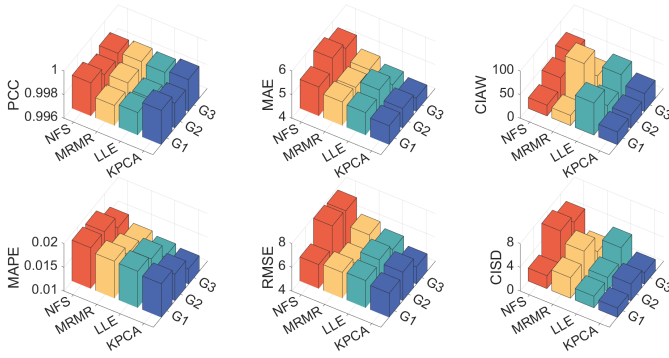 PCC
1
0.998
0.996
NFS
MRMR
LLE
KPCA
G1
G2
G3
MAE
6
5
4
NFS
MRMR
LLE
KPCA
G1
G2
G3
CIAW
100
50
0
NFS
MRMR
LLE
KPCA
G1
G2
G3
MAPE
0.02
0.015
0.01
NFS
MRMR
LLE
KPCA
G1
G2
G3
RMSE
8
6
4
NFS
MRMR
LLE
KPCA
G1
G2
G3
CISD
8
4
0
NFS
MRMR
LLE
KPCA
G1
G2
G3